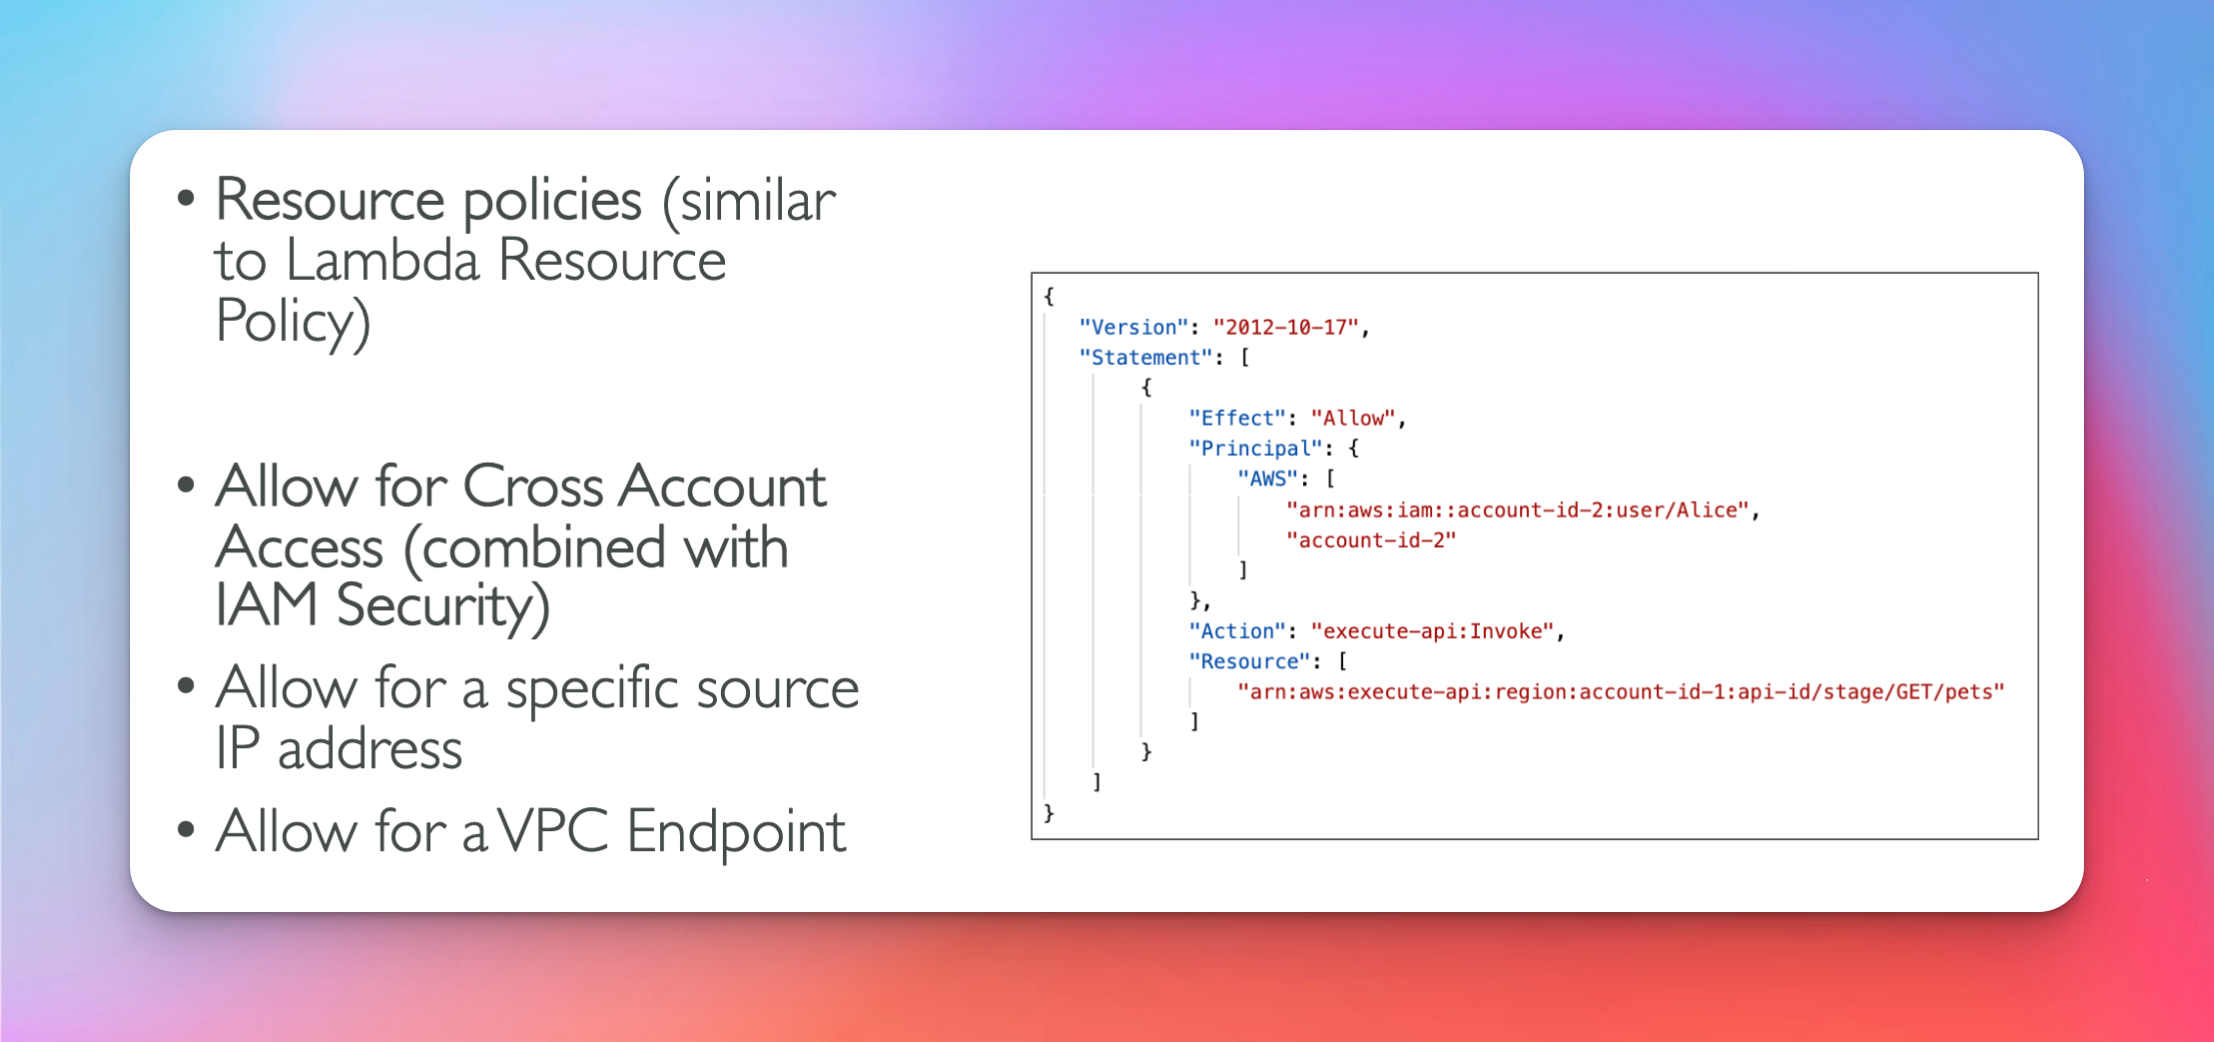 • Resource policies (similar
to Lambda Resource
Policy)
• Allow for Cross Account
Access (combined with
IAM Security)
• Allow for a specific source
IP address
• Allow for a VPC Endpoint
{
"Version": "2012-10-17",
"Statement": [
{
"Effect": "Allow",
"Principal": {
"AWS": [
"arn:aws:iam::account-id-2:user/Alice",
"account-id-2"
]
},
"Action": "execute-api:Invoke",
"Resource": [
"arn:aws:execute-api:region:account-id-1:api-id/stage/GET/pets"
]
}
]
}